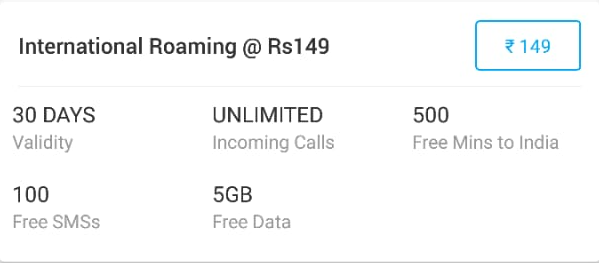 International Roaming @ Rs149
₹ 149
30 DAYS
Validity
UNLIMITED
Incoming Calls
500
Free Mins to India
100
Free SMSs
5GB
Free Data